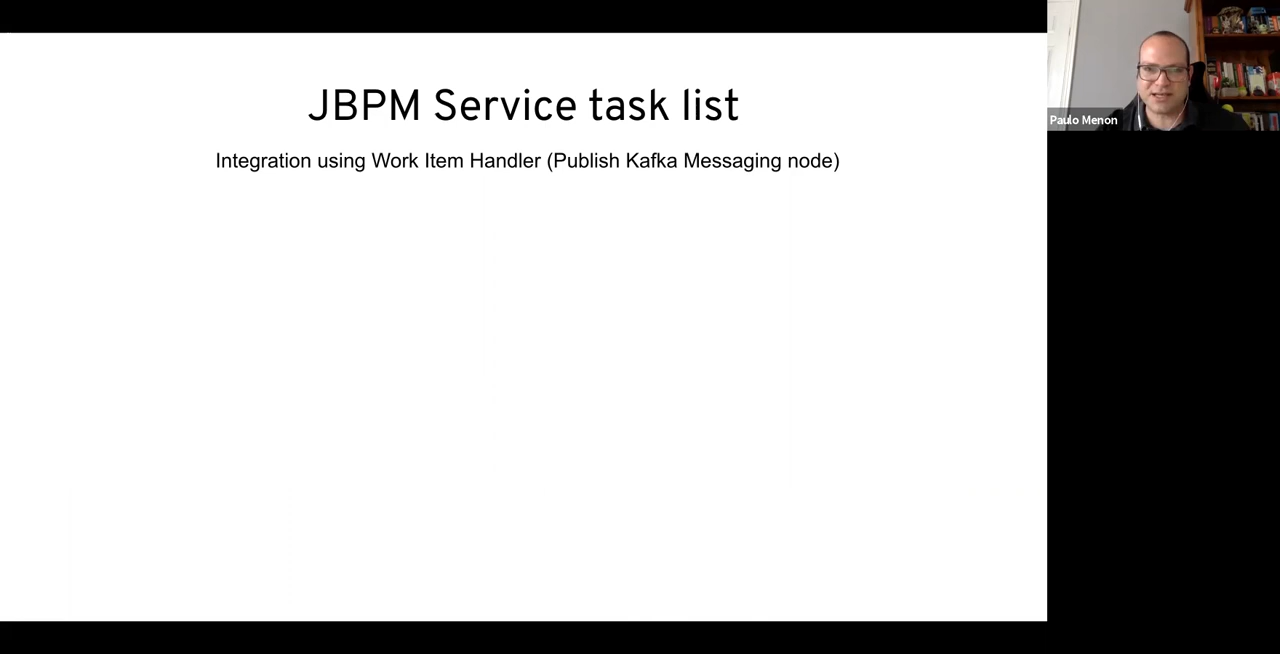 JBPM Service task list
Integration using Work Item Handler (Publish Kafka Messaging node)
Paulo Menon